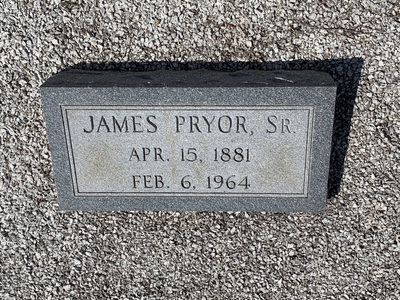 JAMES PRYOR, SR.
APR. 15, 1881
FEB. 6, 1964